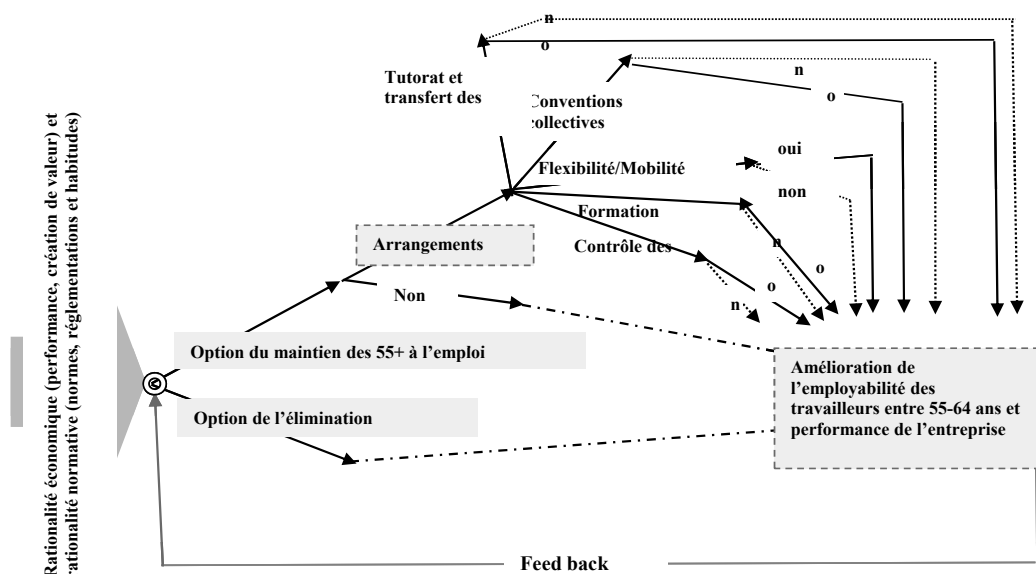 Rationalité économique (performance, création de valeur) et
rationalité normative (normes, réglementations et habitudes)
n
o
Tutorat et
transfert des
Conventions
collectives
n
o
Flexibilité/Mobilité
oui
non
Formation
Contrôle des
n
o
o
n
Arrangements
Non
Option du maintien des 55+ à l’emploi
Option de l’élimination
Amélioration de
l’employabilité des
travailleurs entre 55-64 ans et
performance de l’entreprise
Feed back